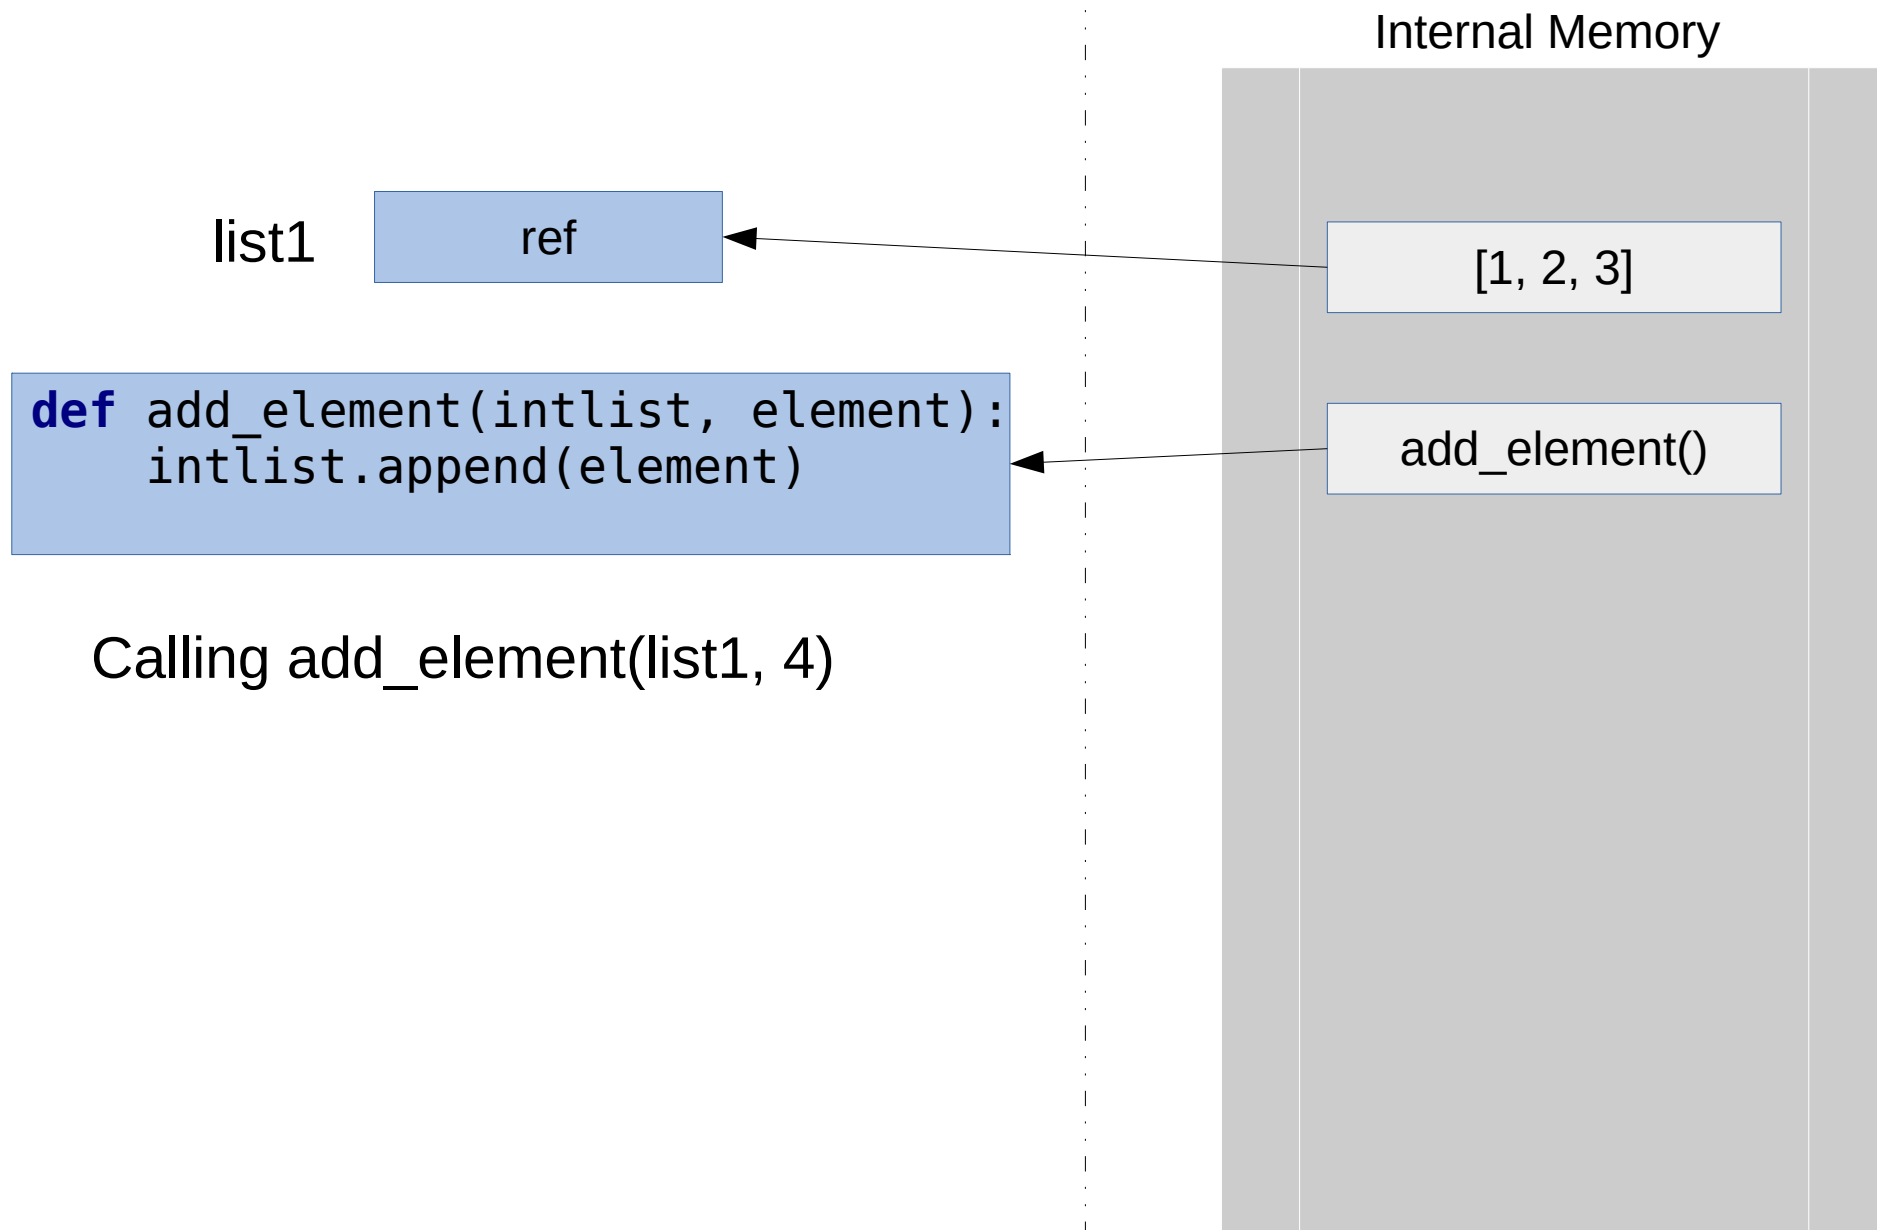 Internal Memory
list1
ref
[1, 2, 3]
def add_element(intlist, element):
    intlist.append(element)
add_element()
Calling add_element(list1, 4)